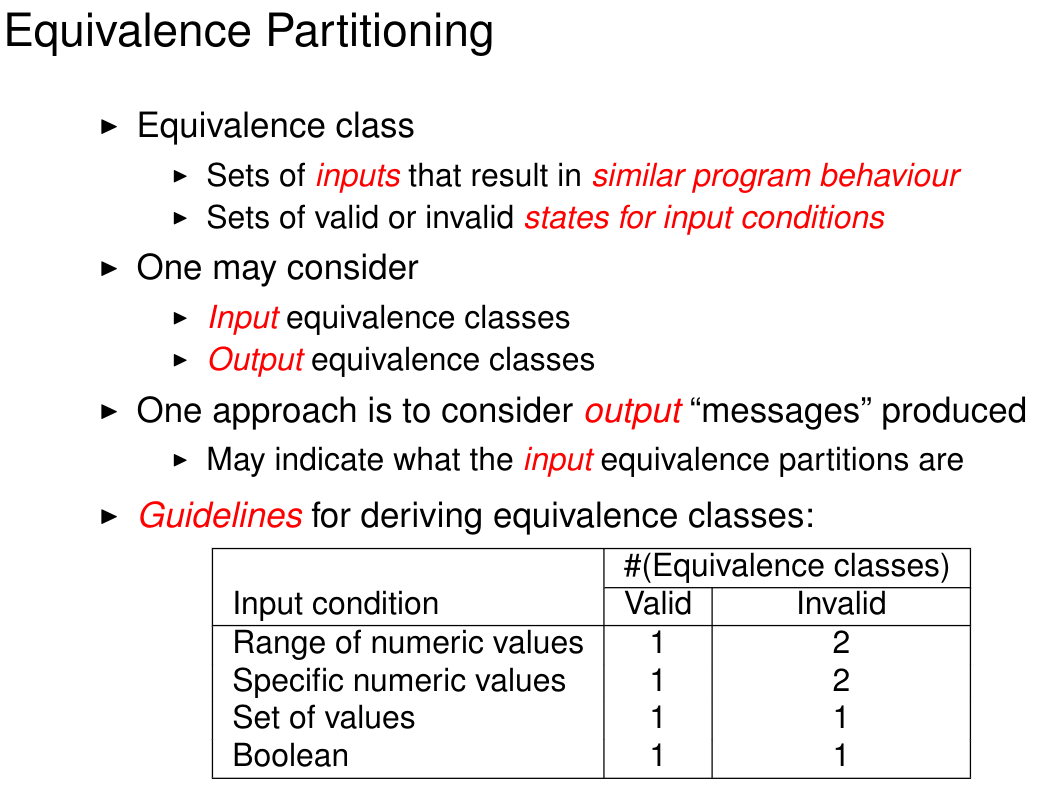 Equivalence Partitioning
► Equivalence class
► Sets of inputs that result in similar program behaviour
► Sets of valid or invalid states for input conditions
► One may consider
► Input equivalence classes
► Output equivalence classes
► One approach is to consider output “messages” produced
► May indicate what the input equivalence partitions are
► Guidelines for deriving equivalence classes:
#(Equivalence classes)
Input condition Valid Invalid
Range of numeric values 1 2
Specific numeric values 1 2
Set of values 1 1
Boolean 1 1